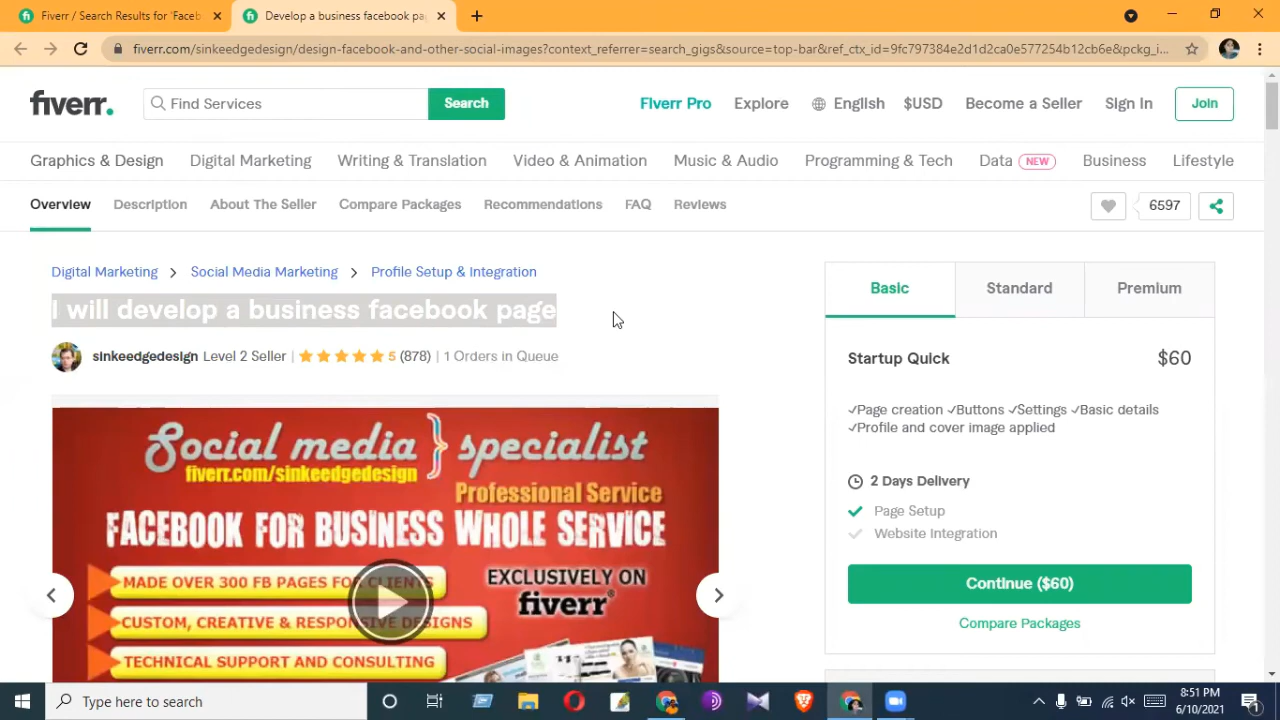 Fiverr / Search Results for 'Faceb
Develop a business facebook pag
fiverr.com/sinkeedgedesign/design-facebook-and-other-social-images?context_referrer=search_gigs&source=top-bar&ref_ctx_id=9fc797384e2d1d2ca0e577254b12cb6e&pckg_i...
fiverr.
Find Services
Search
Fiverr Pro
Explore
English
$USD
Become a Seller
Sign In
Join
Graphics & Design
Digital Marketing
Writing & Translation
Video & Animation
Music & Audio
Programming & Tech
Data NEW
Business
Lifestyle
Overview
Description
About The Seller
Compare Packages
Recommendations
FAQ
Reviews
6597
Digital Marketing > Social Media Marketing > Profile Setup & Integration
I will develop a business facebook page
sinkeedgedesign Level 2 Seller | 5 (878) | 1 Orders in Queue
Social media } specialist
fiverr.com/sinkeedgedesign
Professional Service
FACEBOOK FOR BUSINESS WHOLE SERVICE
MADE OVER 300 FB PAGES FOR CLIENTS
CUSTOM, CREATIVE & RESPONSIVE DESIGNS
TECHNICAL SUPPORT AND CONSULTING
EXCLUSIVELY ON
fiverr®
Basic
Standard
Premium
Startup Quick
$60
✓Page creation ✓Buttons ✓Settings ✓Basic details
✓Profile and cover image applied
2 Days Delivery
Page Setup
Website Integration
Continue ($60)
Compare Packages
Type here to search
8:51 PM
6/10/2021
1